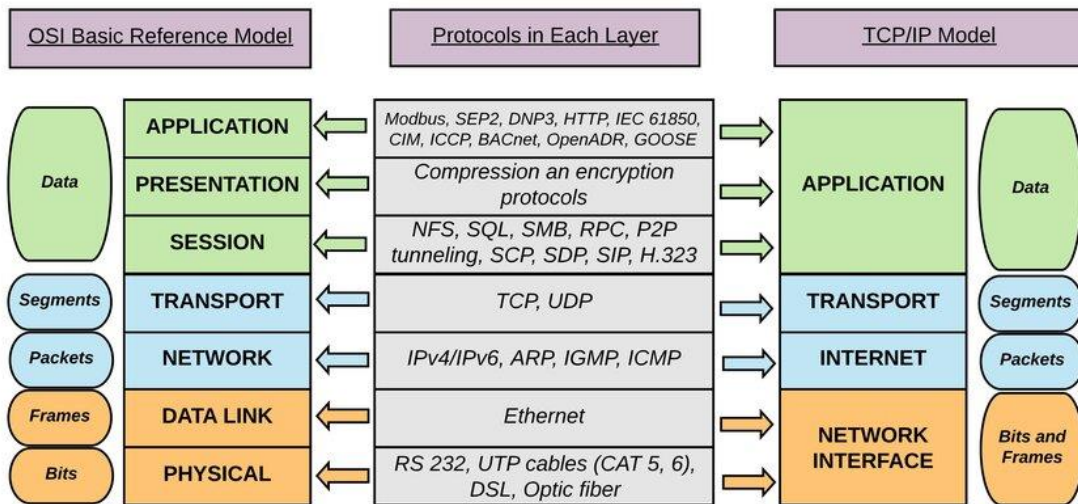 OSI Basic Reference Model
Protocols in Each Layer
TCP/IP Model
Data
APPLICATION
Modbus, SEP2, DNP3, HTTP, IEC 61850,
CIM, ICCP, BACnet, OpenADR, GOOSE
PRESENTATION
Compression an encryption
protocols
SESSION
NFS, SQL, SMB, RPC, P2P
tunneling, SCP, SDP, SIP, H.323
APPLICATION
Data
Segments
TRANSPORT
TCP, UDP
TRANSPORT
Segments
Packets
NETWORK
IPv4/IPv6, ARP, IGMP, ICMP
INTERNET
Packets
Frames
DATA LINK
Ethernet
Bits
PHYSICAL
RS 232, UTP cables (CAT 5, 6),
DSL, Optic fiber
NETWORK
INTERFACE
Bits and
Frames